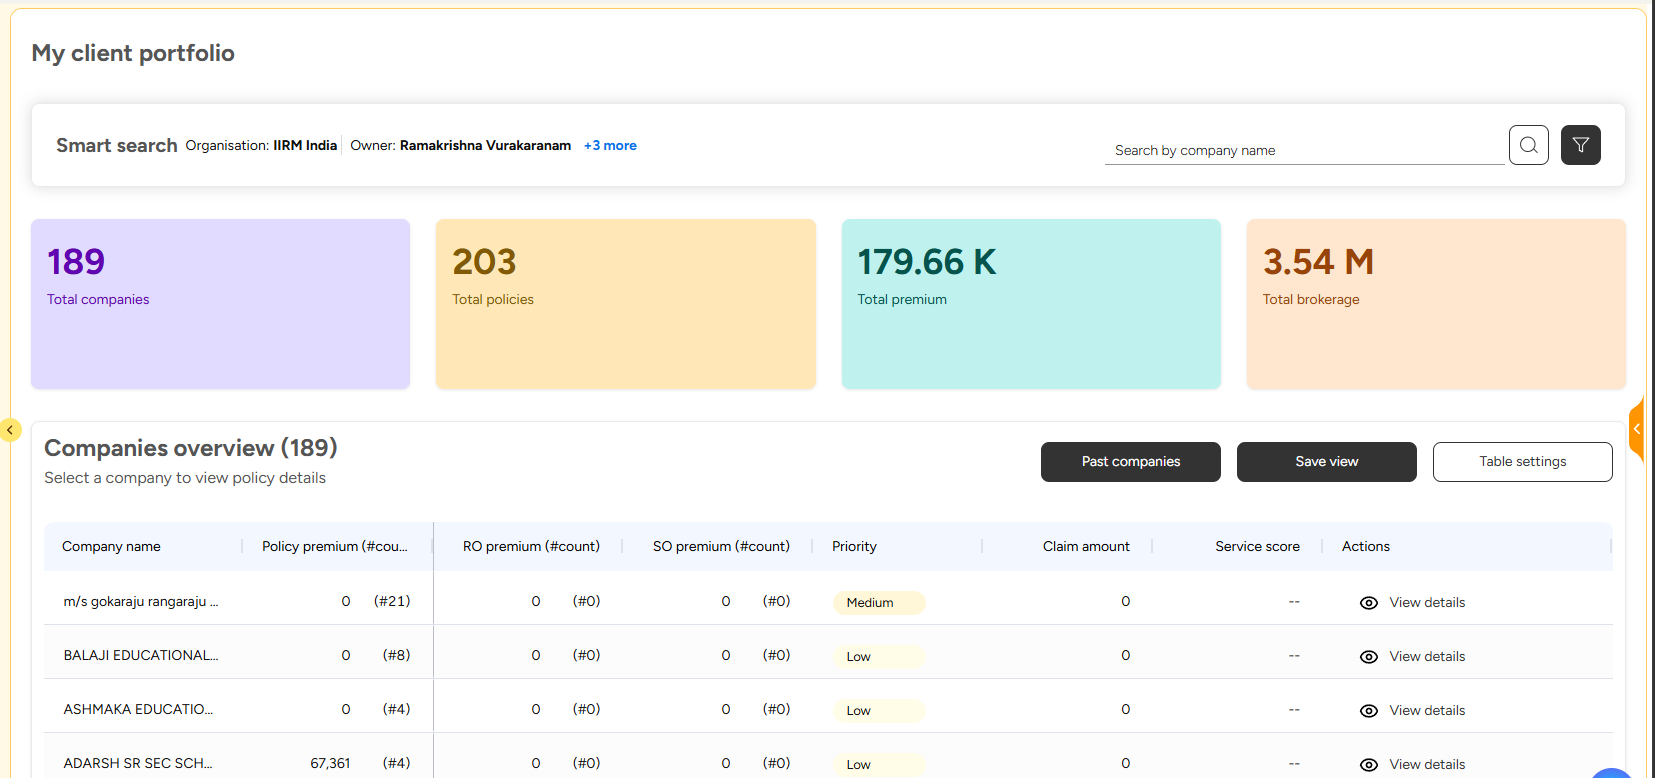 My client portfolio
Smart search Organisation: IIRM India Owner: Ramakrishna Vurakaranam +3 more Search by company name
189 203 179.66 K 3.54 M
Total companies Total policies Total premium Total brokerage
Companies overview (189) Past companies Save view Table settings
Select a company to view policy details
Company name Policy premium (#cou... RO premium (#count) SO premium (#count) Priority Claim amount Service score Actions
m/s gokaraju rangaraju ... 0 (#21) 0 (#0) 0 (#0) Medium 0 -- View details
BALAJI EDUCATIONAL... 0 (#8) 0 (#0) 0 (#0) Low 0 -- View details
ASHMAKA EDUCATIO... 0 (#4) 0 (#0) 0 (#0) Low 0 -- View details
ADARSH SR SEC SCH... 67,361 (#4) 0 (#0) 0 (#0) Low 0 -- View details